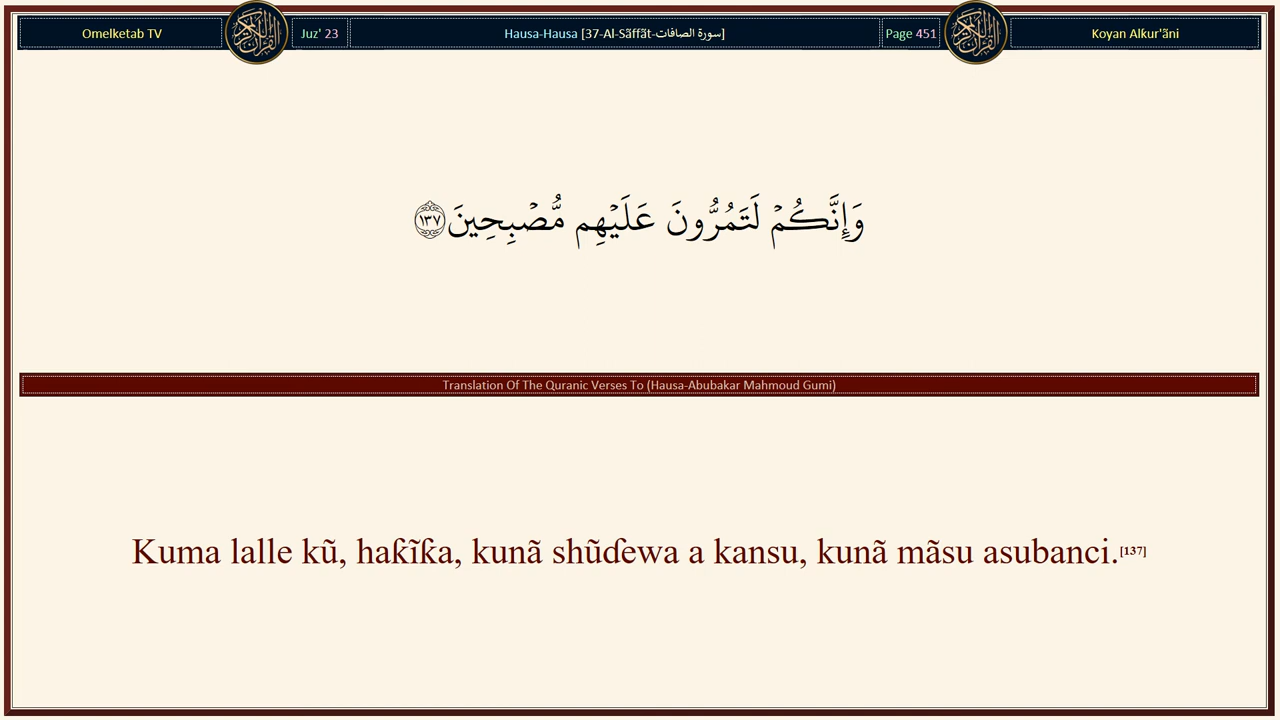 Omelketab TV
Juz' 23
Hausa-Hausa [37-Al-Sãffãt-سورة الصافات]
Page 451
Koyan Alƙur'ãni
وَإِنَّكُمۡ لَتَمُرُّونَ عَلَيۡهِم مُّصۡبِحِينَ ١٣٧
Translation Of The Quranic Verses To (Hausa-Abubakar Mahmoud Gumi)
Kuma lalle kũ, haƙĩƙa, kunã shũɗewa a kansu, kunã mãsu asubanci.[137]